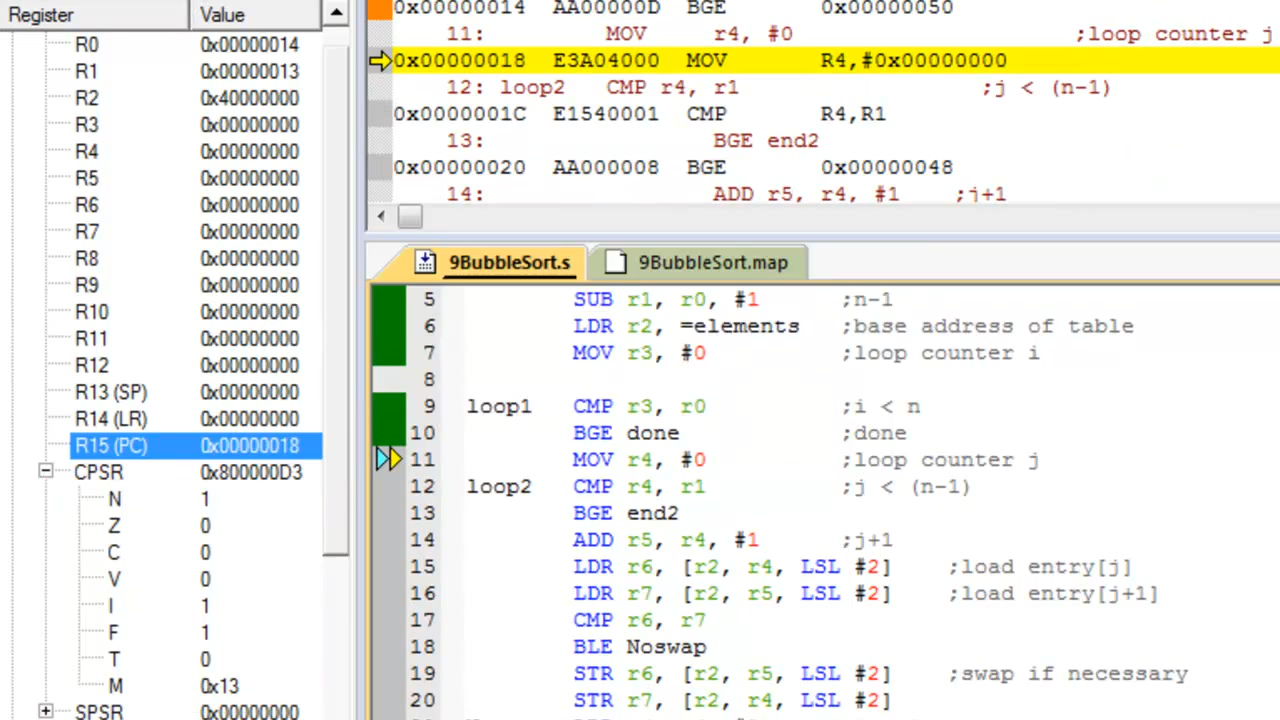 Register Value
R0 0x00000014
R1 0x00000013
R2 0x40000000
R3 0x00000000
R4 0x00000000
R5 0x00000000
R6 0x00000000
R7 0x00000000
R8 0x00000000
R9 0x00000000
R10 0x00000000
R11 0x00000000
R12 0x00000000
R13 (SP) 0x00000000
R14 (LR) 0x00000000
R15 (PC) 0x00000018
CPSR 0x800000D3
N 1
Z 0
C 0
V 0
I 1
F 1
T 0
M 0x13
SPSR 0x00000000
0x00000014 AA00000D BGE 0x00000050
11: MOV r4, #0 ;loop counter j
0x00000018 E3A04000 MOV R4,#0x00000000
12: loop2 CMP r4, r1 ;j < (n-1)
0x0000001C E1540001 CMP R4,R1
13: BGE end2
0x00000020 AA000008 BGE 0x00000048
14: ADD r5, r4, #1 ;j+1
9BubbleSort.s 9BubbleSort.map
5 SUB r1, r0, #1 ;n-1
6 LDR r2, =elements ;base address of table
7 MOV r3, #0 ;loop counter i
8
9 loop1 CMP r3, r0 ;i < n
10 BGE done ;done
11 MOV r4, #0 ;loop counter j
12 loop2 CMP r4, r1 ;j < (n-1)
13 BGE end2
14 ADD r5, r4, #1 ;j+1
15 LDR r6, [r2, r4, LSL #2] ;load entry[j]
16 LDR r7, [r2, r5, LSL #2] ;load entry[j+1]
17 CMP r6, r7
18 BLE Noswap
19 STR r6, [r2, r5, LSL #2] ;swap if necessary
20 STR r7, [r2, r4, LSL #2]